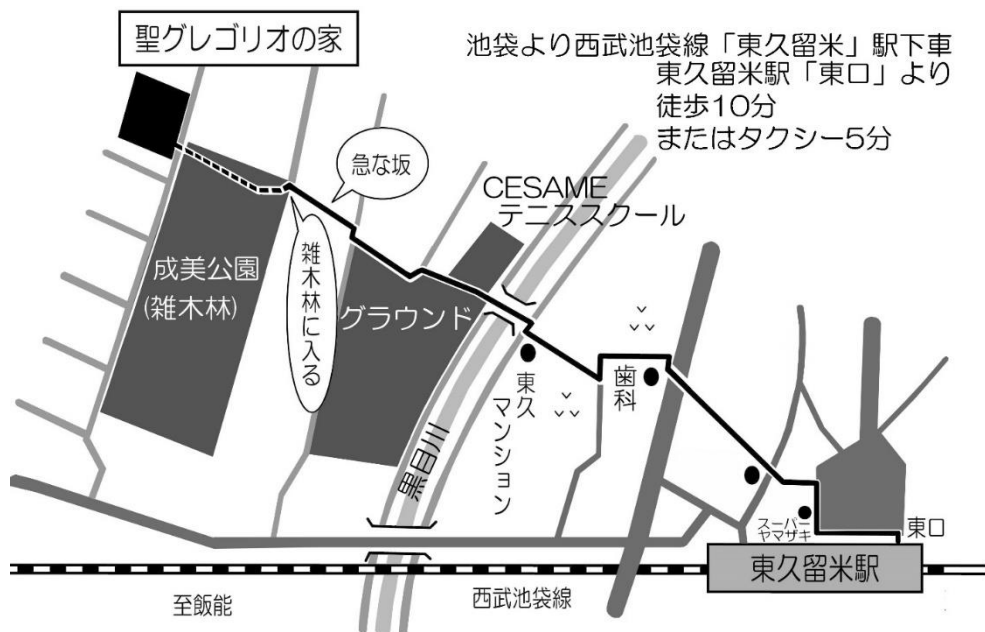 聖グレゴリオの家
池袋より西武池袋線「東久留米」駅下車
東久留米駅「東口」より
徒歩10分
またはタクシー5分
急な坂
CESAME
テニススクール
成美公園
(雑木林)
雑木林に入る
グラウンド
歯科
東久
マンション
黒目川
スーパー
ヤマザキ
東口
東久留米駅
至飯能
西武池袋線